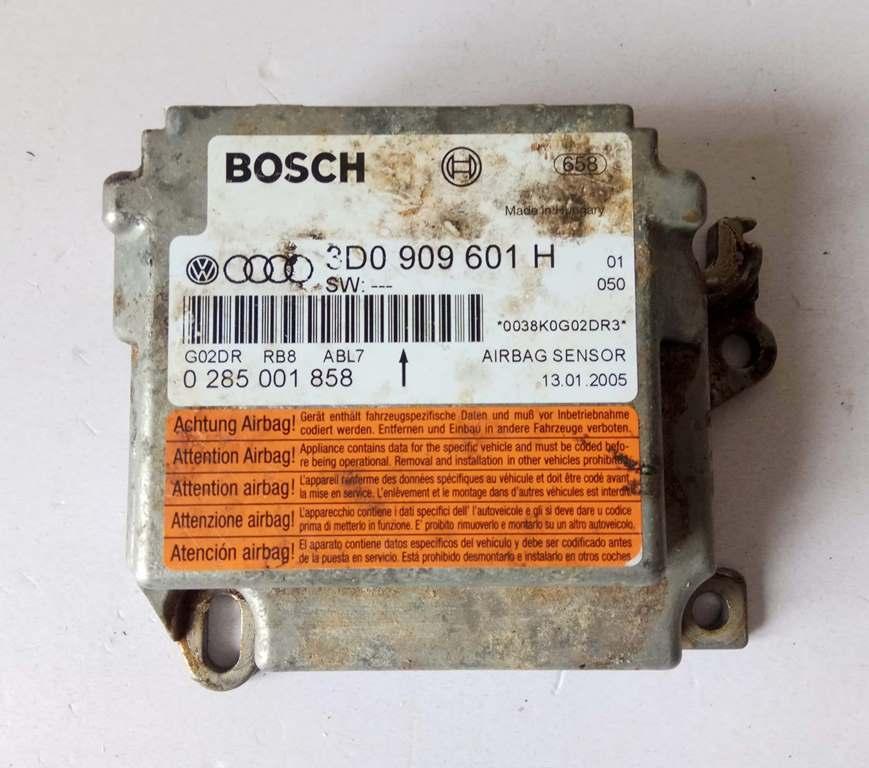 BOSCH
658
Made in Hungary
3D0 909 601 H
01
SW: ---
050
*0038K0G02DR3*
G02DR RB8 ABL7
AIRBAG SENSOR
0 285 001 858
13.01.2005
Achtung Airbag! Gerät enthält fahrzeugspezifische Daten und muß vor Inbetriebnahme
codiert werden. Entfernen und Einbau in andere Fahrzeuge verboten.
Attention Airbag! Appliance contains data for the specific vehicle and must be coded befo-
re being operational. Removal and installation in other vehicles prohibited
Attention airbag! L'appareil renferme des données spécifiques au véhicule et doit être codé avant
la mise en service. L'enlèvement et le montage dans d'autres véhicules est interdit
Attenzione airbag! L'apparecchio contiene i dati specifici dell' l'autoveicolo e gli si deve dare u codice
prima di metterlo in funzione. E' proibito rimuoverlo e montarlo su un altro autoveicolo.
Atención airbag! El aparato contiene datos específicos del vehículo y debe ser codificado antes
de la puesta en servicio. Está prohibido desmontarlo e instalarlo en otros coches